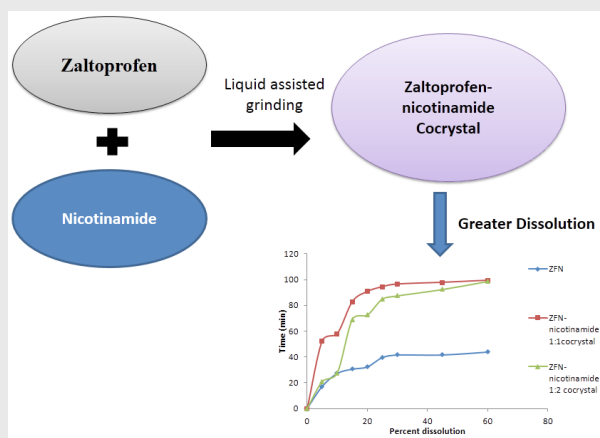 Zaltoprofen
Liquid assisted
grinding
Zaltoprofen-
nicotinamide
Cocrystal
Nicotinamide
Greater Dissolution
120
100
80
60
40
20
0
Time (min)
0
20
40
60
80
Percent dissolution
ZFN
ZFN-
nicotinamide
1:1cocrystal
ZFN-
nicotinamide
1:2 cocrystal